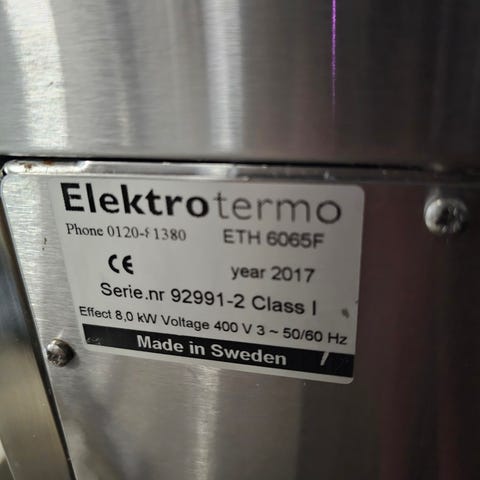 Elektrotermo
Phone 0120-81380 ETH 6065F
CE year 2017
Serie.nr 92991-2 Class I
Effect 8,0 kW Voltage 400 V 3 ~ 50/60 Hz
Made in Sweden